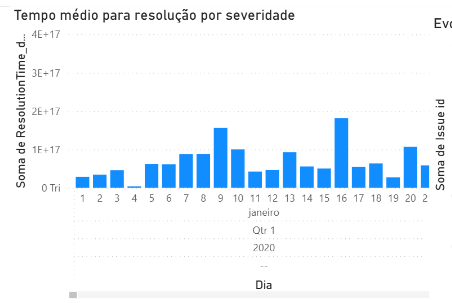 Tempo médio para resolução por severidade
Evo
Soma de ResolutionTime_d...
4E+17
3E+17
2E+17
1E+17
0 Tri
Soma de Issue id
1 2 3 4 5 6 7 8 9 10 11 12 13 14 15 16 17 18 19 20 2
janeiro
Qtr 1
2020
...
Dia